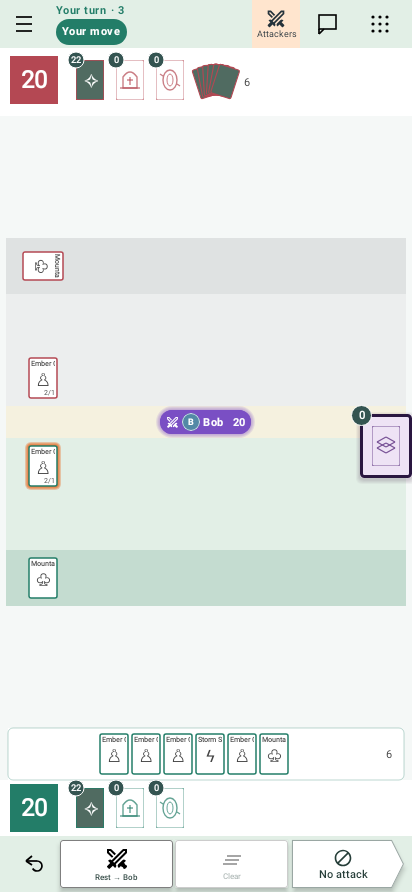 Your turn · 3
Your move
Attackers
20
22
0
0
6
Mounta
Ember (
2/1
B Bob 20
0
Ember (
2/1
Mounta
Ember (
Ember (
Ember (
Storm S
Ember (
Mounta
6
20
22
0
0
Rest → Bob
Clear
No attack